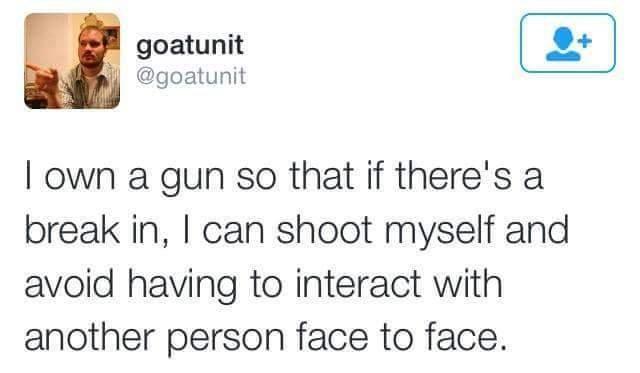 goatunit
@goatunit
I own a gun so that if there's a
break in, I can shoot myself and
avoid having to interact with
another person face to face.